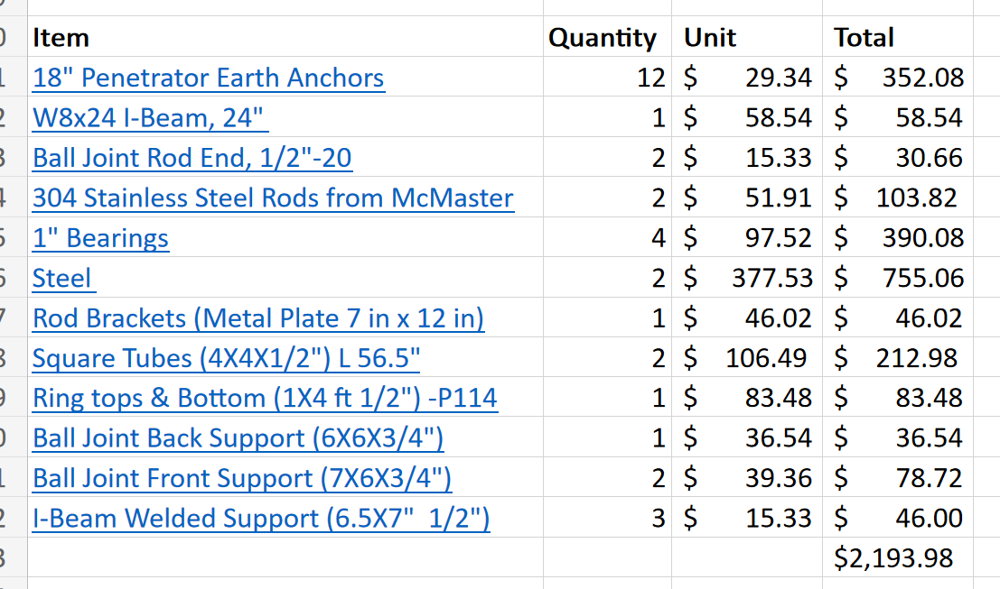 Item Quantity Unit Total
18" Penetrator Earth Anchors 12 $ 29.34 $ 352.08
W8x24 I-Beam, 24" 1 $ 58.54 $ 58.54
Ball Joint Rod End, 1/2"-20 2 $ 15.33 $ 30.66
304 Stainless Steel Rods from McMaster 2 $ 51.91 $ 103.82
1" Bearings 4 $ 97.52 $ 390.08
Steel 2 $ 377.53 $ 755.06
Rod Brackets (Metal Plate 7 in x 12 in) 1 $ 46.02 $ 46.02
Square Tubes (4X4X1/2") L 56.5" 2 $ 106.49 $ 212.98
Ring tops & Bottom (1X4 ft 1/2") -P114 1 $ 83.48 $ 83.48
Ball Joint Back Support (6X6X3/4") 1 $ 36.54 $ 36.54
Ball Joint Front Support (7X6X3/4") 2 $ 39.36 $ 78.72
I-Beam Welded Support (6.5X7"  1/2") 3 $ 15.33 $ 46.00
$2,193.98